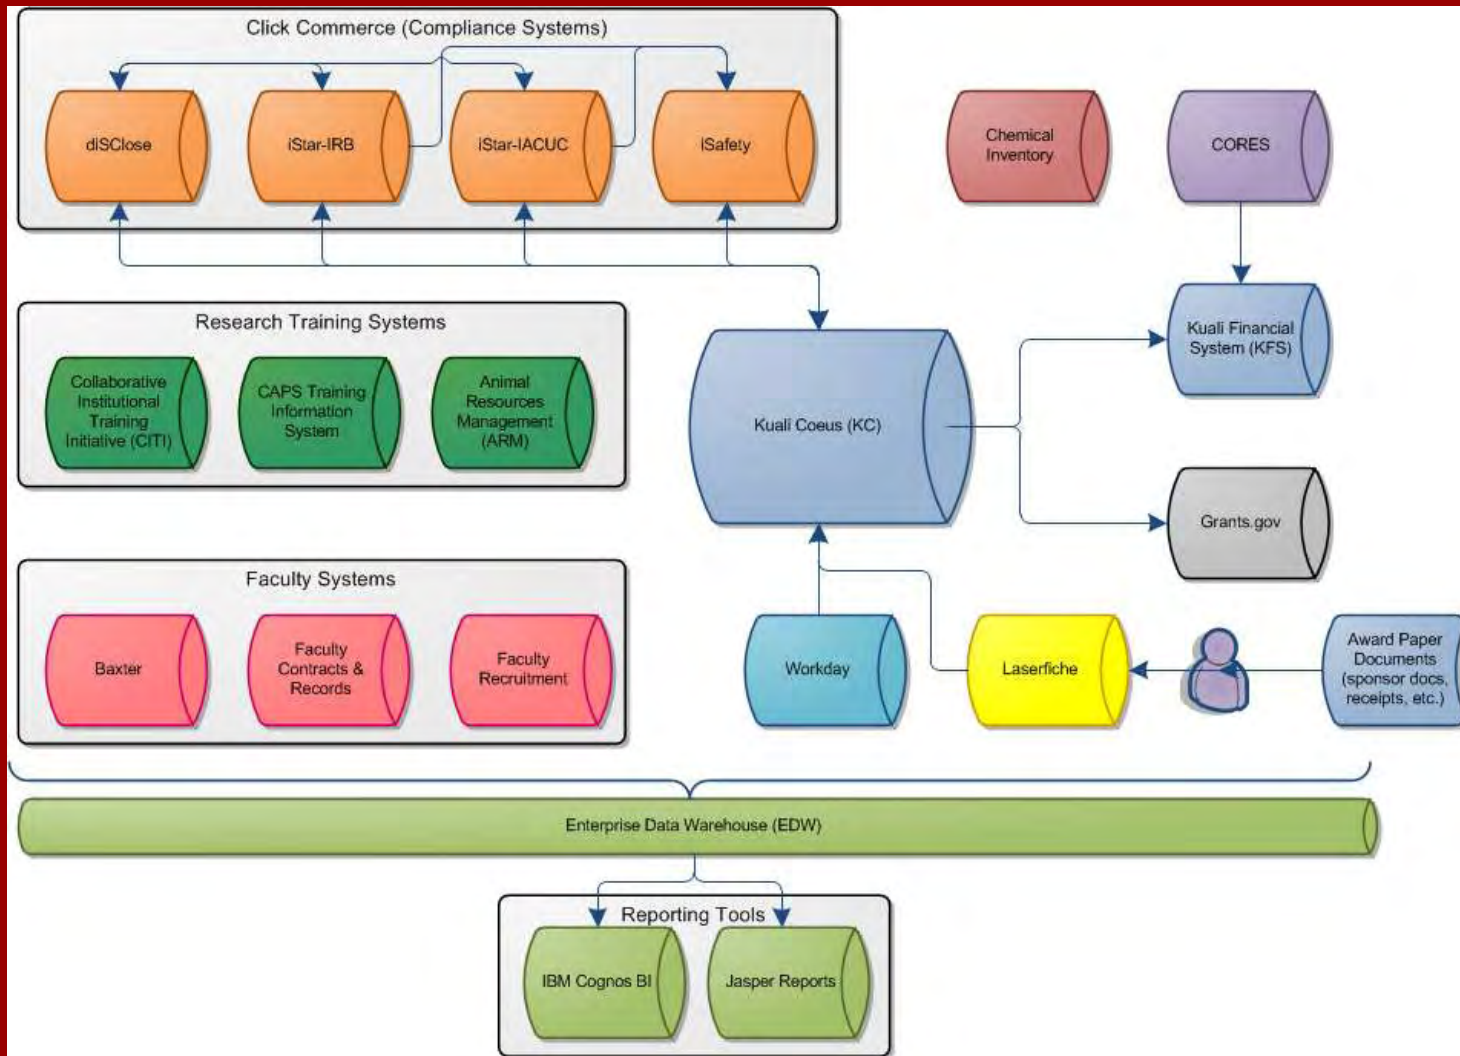 Click Commerce (Compliance Systems)
diSClose
iStar-IRB
iStar-IACUC
iSafety
Chemical
Inventory
CORES
Research Training Systems
Collaborative
Institutional
Training
Initiative (CITI)
CAPS Training
Information
System
Animal
Resources
Management
(ARM)
Kuali Coeus (KC)
Kuali Financial
System (KFS)
Grants.gov
Faculty Systems
Baxter
Faculty
Contracts &
Records
Faculty
Recruitment
Workday
Laserfiche
Award Paper
Documents
(sponsor docs,
receipts, etc.)
Enterprise Data Warehouse (EDW)
Reporting Tools
IBM Cognos BI
Jasper Reports